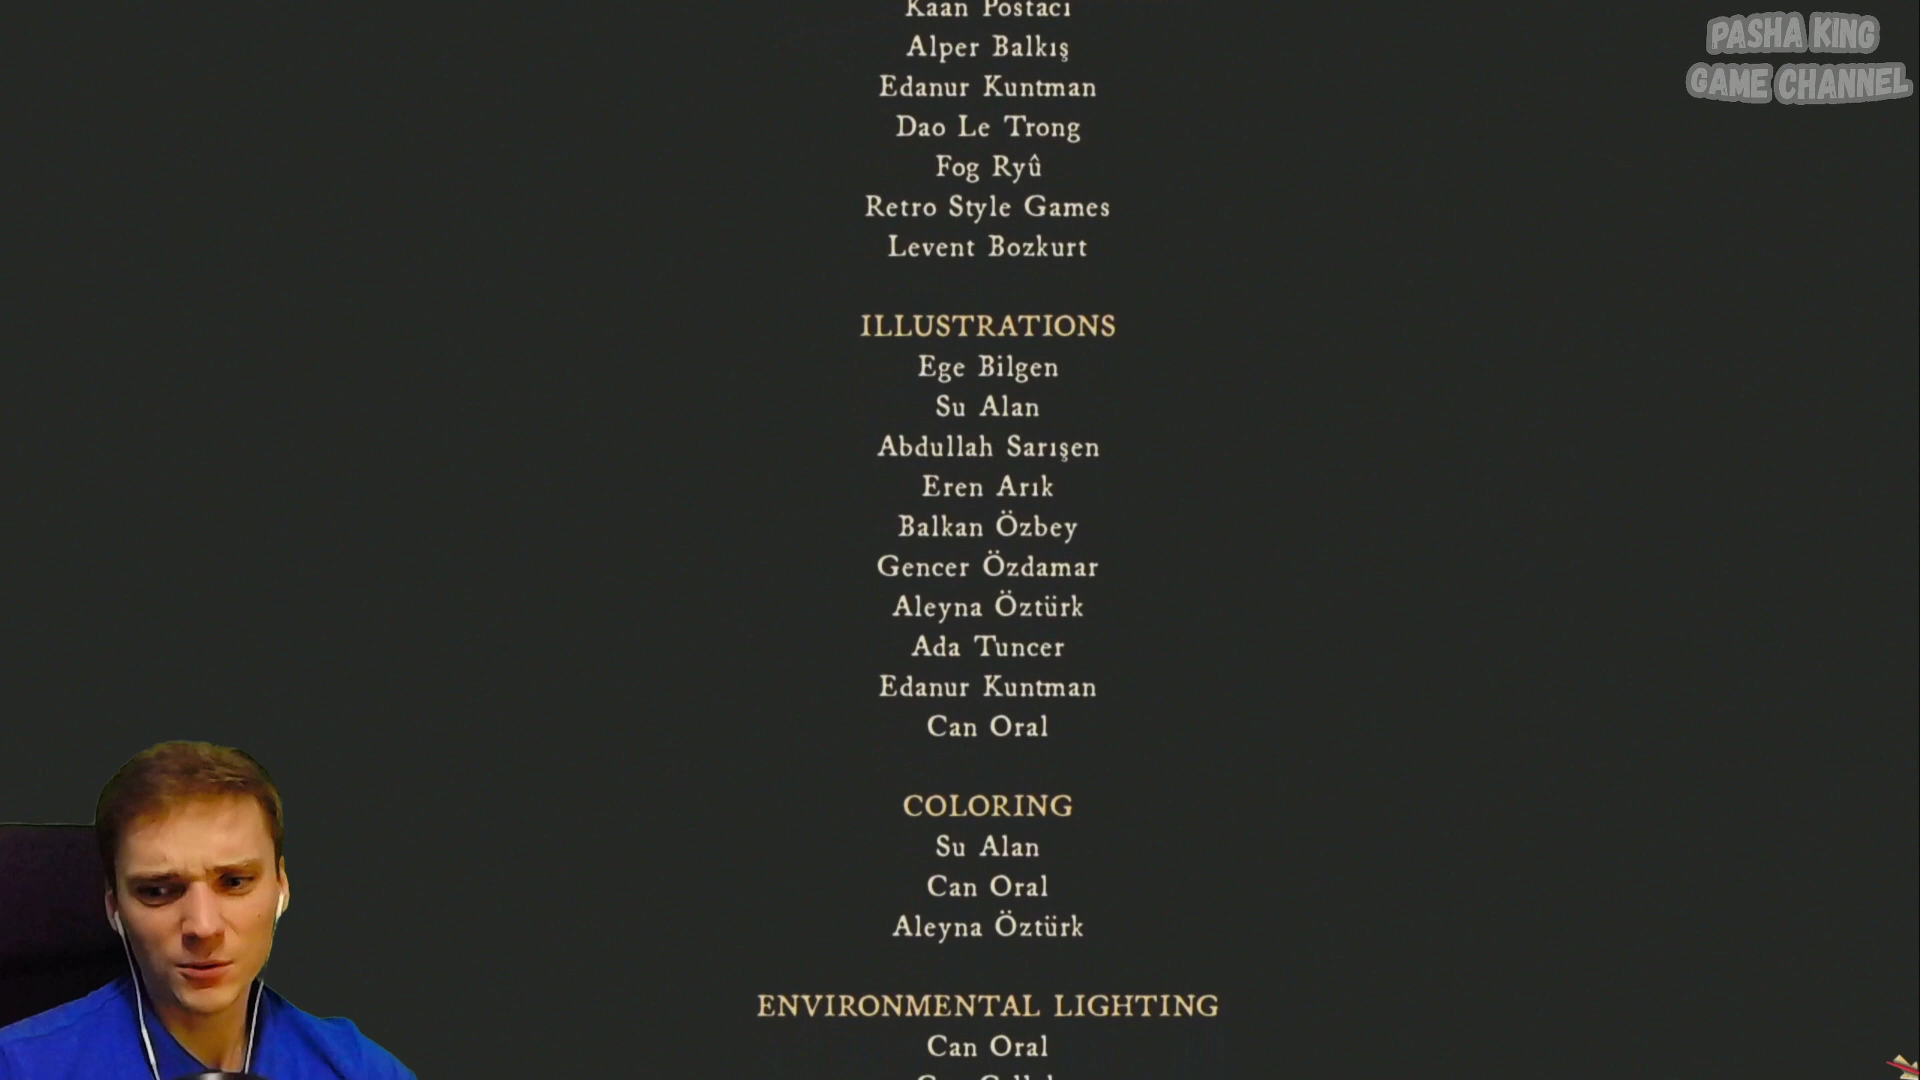 Kaan Postacı
Alper Balkış
Edanur Kuntman
Dao Le Trong
Fog Ryû
Retro Style Games
Levent Bozkurt
ILLUSTRATIONS
Ege Bilgen
Su Alan
Abdullah Sarışen
Eren Arık
Balkan Özbey
Gencer Özdamar
Aleyna Öztürk
Ada Tuncer
Edanur Kuntman
Can Oral
COLORING
Su Alan
Can Oral
Aleyna Öztürk
ENVIRONMENTAL LIGHTING
Can Oral
PASHA KING
GAME CHANNEL